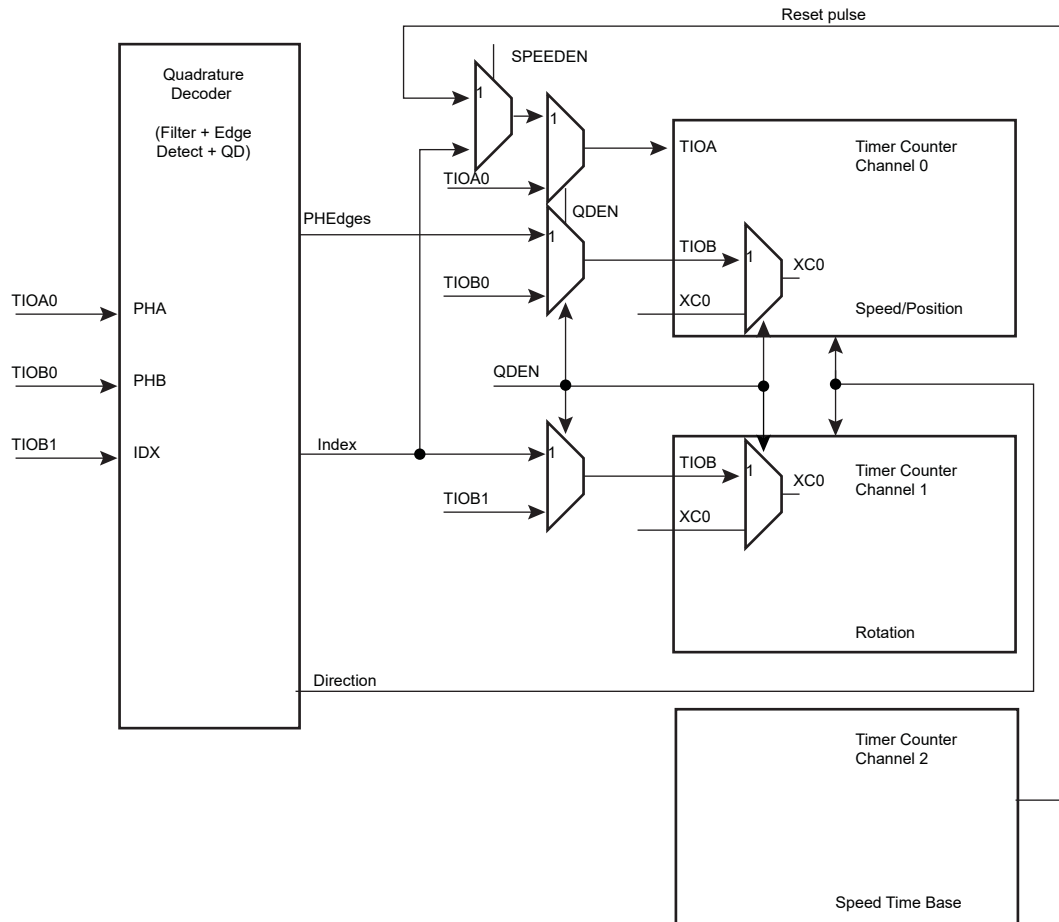 Reset pulse
SPEEDEN
Quadrature
Decoder
(Filter + Edge
Detect + QD)
1
1
TIOA
Timer Counter
Channel 0
TIOA0
QDEN
PHEdges
1
TIOB
1
XC0
TIOB0
TIOA0
PHA
XC0
Speed/Position
TIOB0
PHB
QDEN
TIOB1
IDX
Index
1
TIOB
1
XC0
Timer Counter
Channel 1
TIOB1
XC0
Rotation
Direction
Timer Counter
Channel 2
Speed Time Base